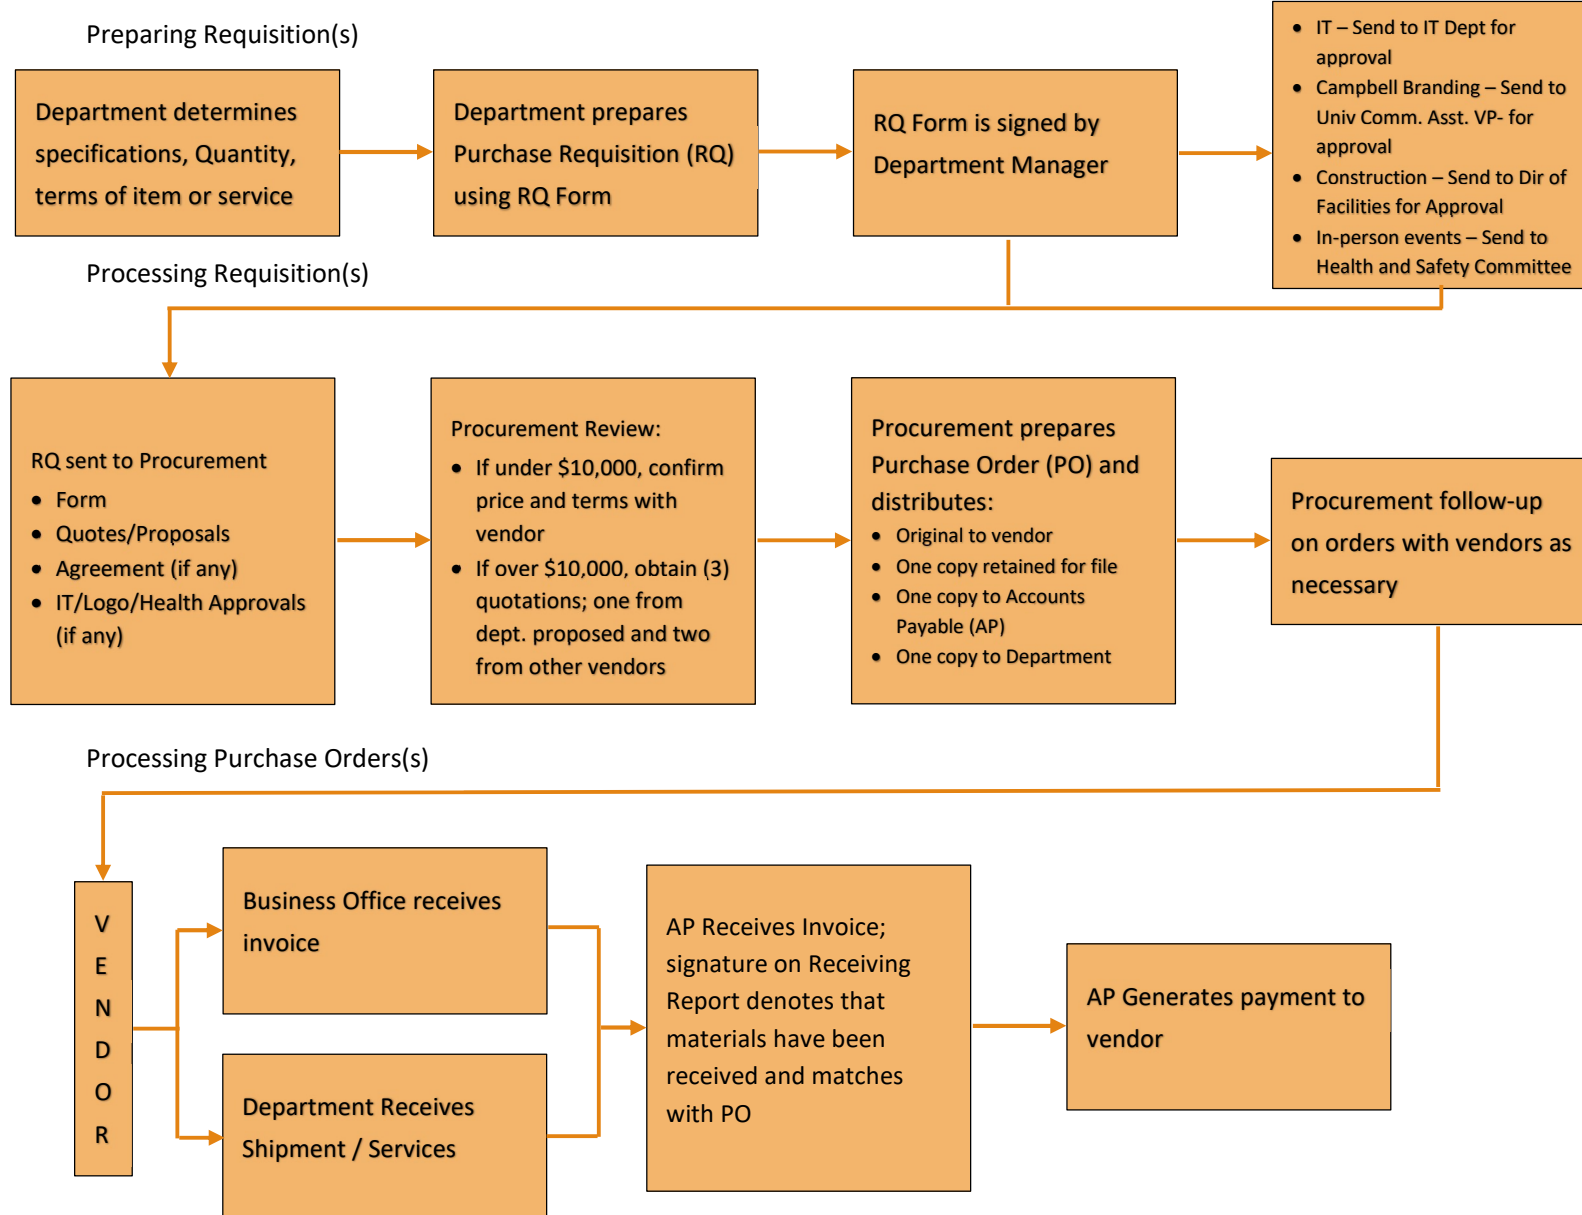 Preparing Requisition(s)
Department determines
specifications, Quantity,
terms of item or service
Department prepares
Purchase Requisition (RQ)
using RQ Form
RQ Form is signed by
Department Manager
• IT – Send to IT Dept for
approval
• Campbell Branding – Send to
Univ Comm. Asst. VP- for
approval
• Construction – Send to Dir of
Facilities for Approval
• In-person events – Send to
Health and Safety Committee
Processing Requisition(s)
RQ sent to Procurement
• Form
• Quotes/Proposals
• Agreement (if any)
• IT/Logo/Health Approvals
(if any)
Procurement Review:
• If under $10,000, confirm
price and terms with
vendor
• If over $10,000, obtain (3)
quotations; one from
dept. proposed and two
from other vendors
Procurement prepares
Purchase Order (PO) and
distributes:
• Original to vendor
• One copy retained for file
• One copy to Accounts
Payable (AP)
• One copy to Department
Procurement follow-up
on orders with vendors as
necessary
Processing Purchase Orders(s)
V
E
N
D
O
R
Business Office receives
invoice
Department Receives
Shipment / Services
AP Receives Invoice;
signature on Receiving
Report denotes that
materials have been
received and matches
with PO
AP Generates payment to
vendor